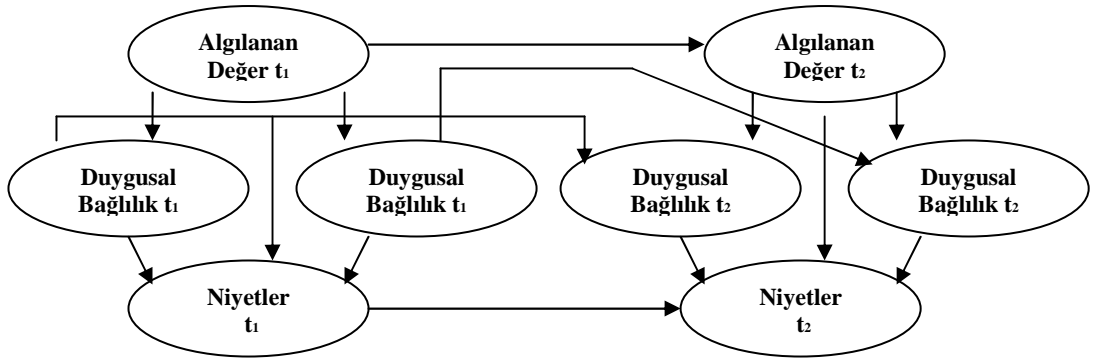 Algılanan
Değer t₁
Algılanan
Değer t₂
Duygusal
Bağlılık t₁
Duygusal
Bağlılık t₁
Duygusal
Bağlılık t₂
Duygusal
Bağlılık t₂
Niyetler
t₁
Niyetler
t₂